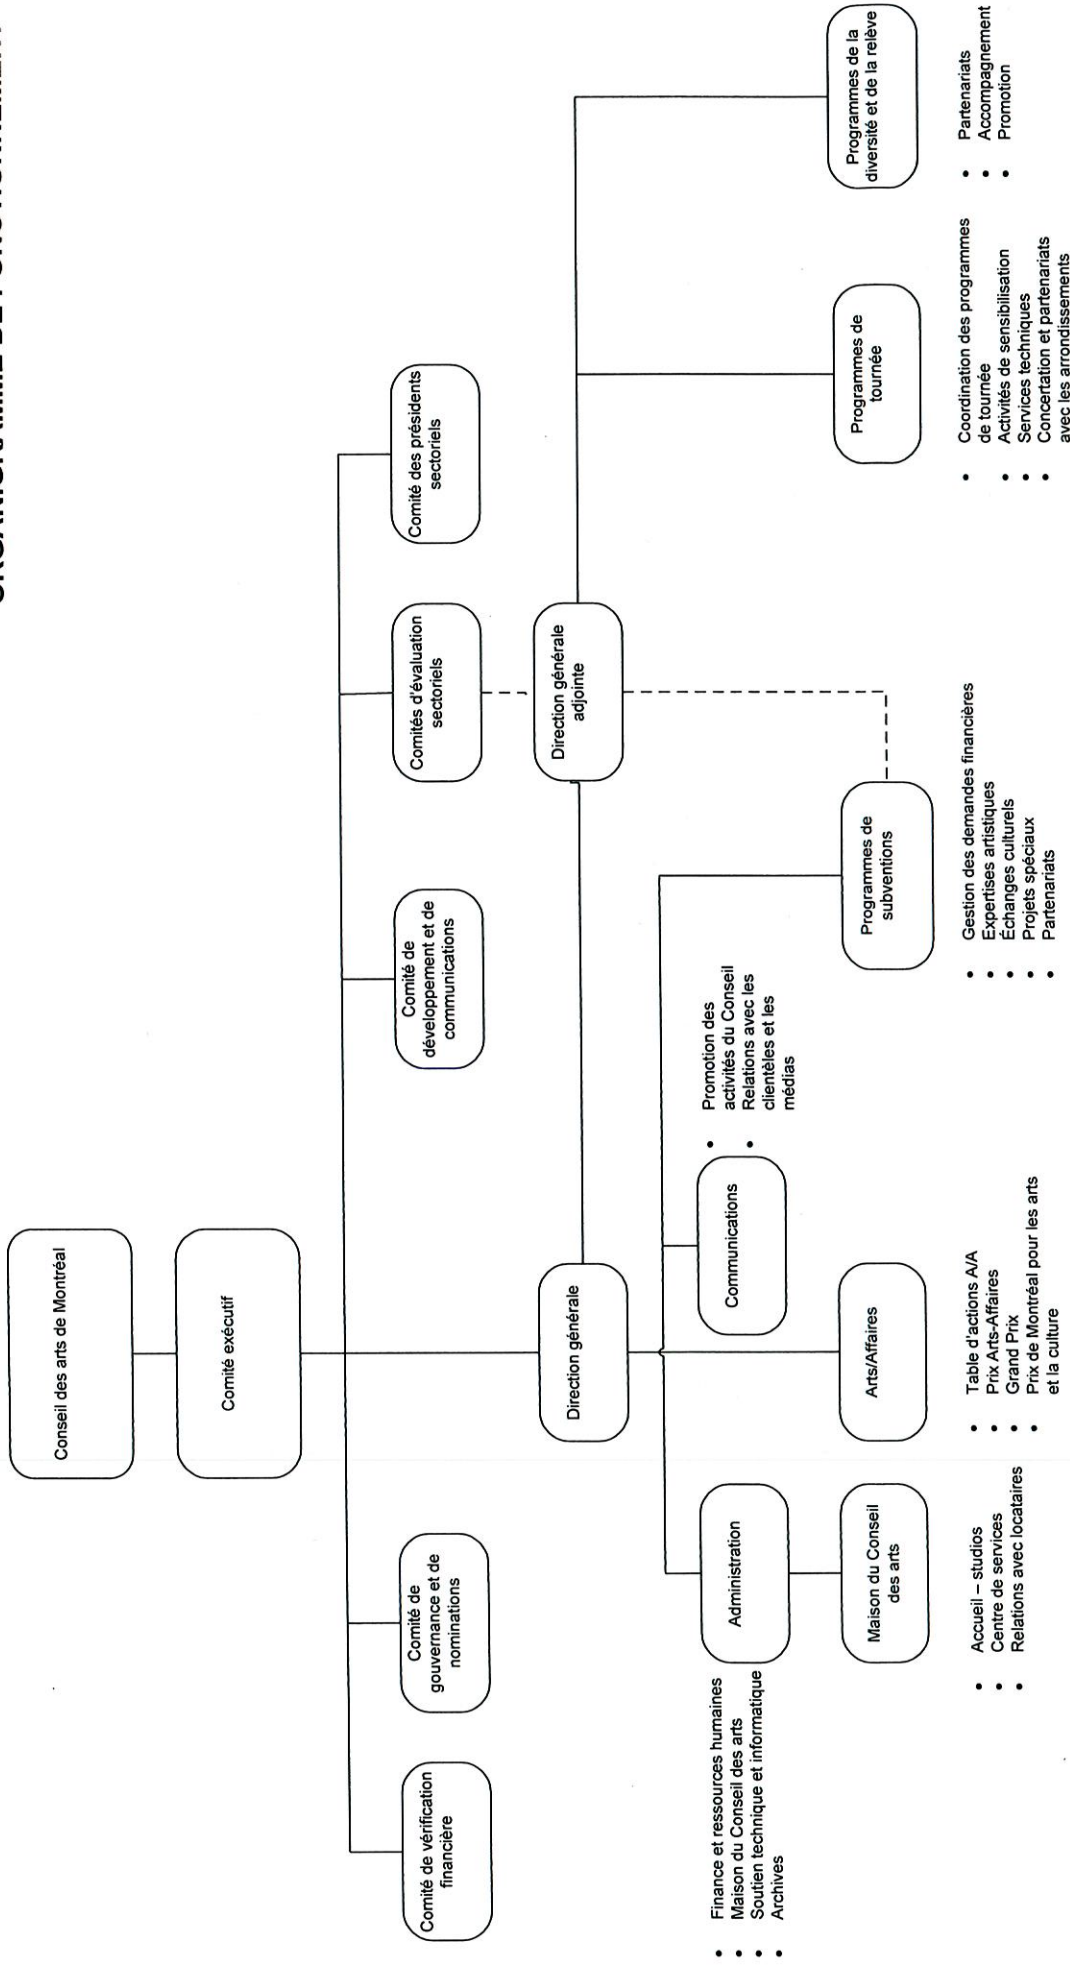 ORGANIGRAMME DE FONCTIONNEMENT
Conseil des arts de Montréal
Comité exécutif
Comité de vérification
financière
Comité de
gouvernance et de
nominations
Comité de
développement et de
communications
Comités d'évaluation
sectoriels
Comité des présidents
sectoriels
Direction générale
Direction générale
adjointe
• Finance et ressources humaines
• Maison du Conseil des arts
• Soutien technique et informatique
• Archives
Administration
Communications
• Promotion des
activités du Conseil
• Relations avec les
clientèles et les
médias
Maison du Conseil
des arts
Arts/Affaires
Programmes de
subventions
Programmes de
tournée
Programmes de la
diversité et de la relève
• Accueil – studios
• Centre de services
• Relations avec locataires
• Table d'actions A/A
• Prix Arts-Affaires
• Grand Prix
• Prix de Montréal pour les arts
et la culture
• Gestion des demandes financières
• Expertises artistiques
• Échanges culturels
• Projets spéciaux
• Partenariats
• Coordination des programmes
de tournée
• Activités de sensibilisation
• Services techniques
• Concertation et partenariats
avec les arrondissements
• Partenariats
• Accompagnement
• Promotion